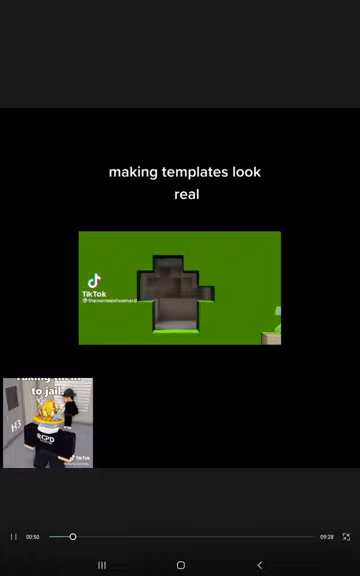 making templates look
real
TikTok
to jail.
H3
RCPD
TikTok
00:50
09:28